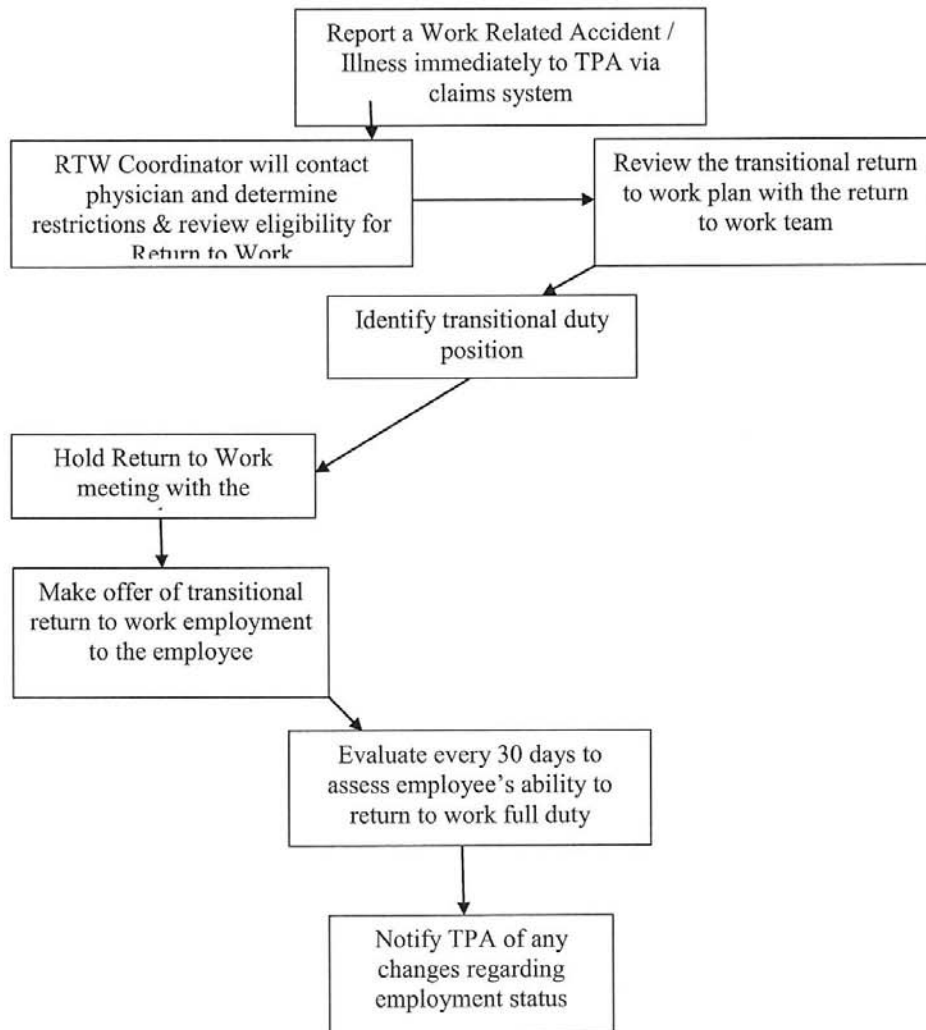 Report a Work Related Accident /
Illness immediately to TPA via
claims system
RTW Coordinator will contact
physician and determine
restrictions & review eligibility for
Return to Work
Review the transitional return
to work plan with the return
to work team
Identify transitional duty
position
Hold Return to Work
meeting with the
Make offer of transitional
return to work employment
to the employee
Evaluate every 30 days to
assess employee's ability to
return to work full duty
Notify TPA of any
changes regarding
employment status